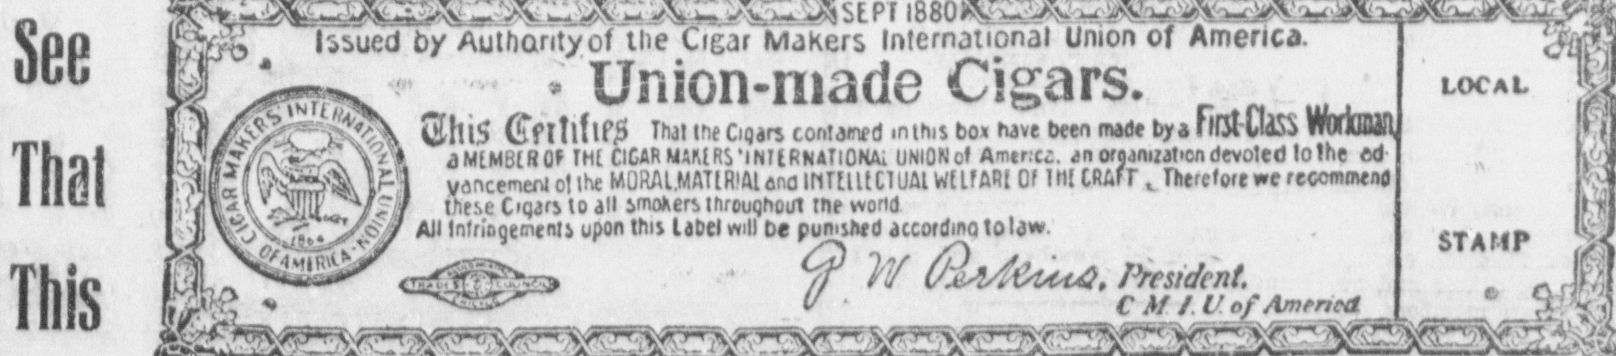 See
That
This
SEPT 1880
Issued by Authority of the Cigar Makers International Union of America.
Union-made Cigars.
This Certifies That the Cigars contained in this box have been made by a First-Class Workman,
a MEMBER OF THE CIGAR MAKERS' INTERNATIONAL UNION of America, an organization devoted to the ad-
vancement of the MORAL, MATERIAL and INTELLECTUAL WELFARE OF THE CRAFT. Therefore we recommend
these Cigars to all smokers throughout the world.
All Infringements upon this Label will be punished according to law.
G. W. Perkins, President.
C M. I. U. of America
CIGAR MAKERS INTERNATIONAL UNION
OF AMERICA
1864
TRADES COUNCIL
LOCAL
STAMP